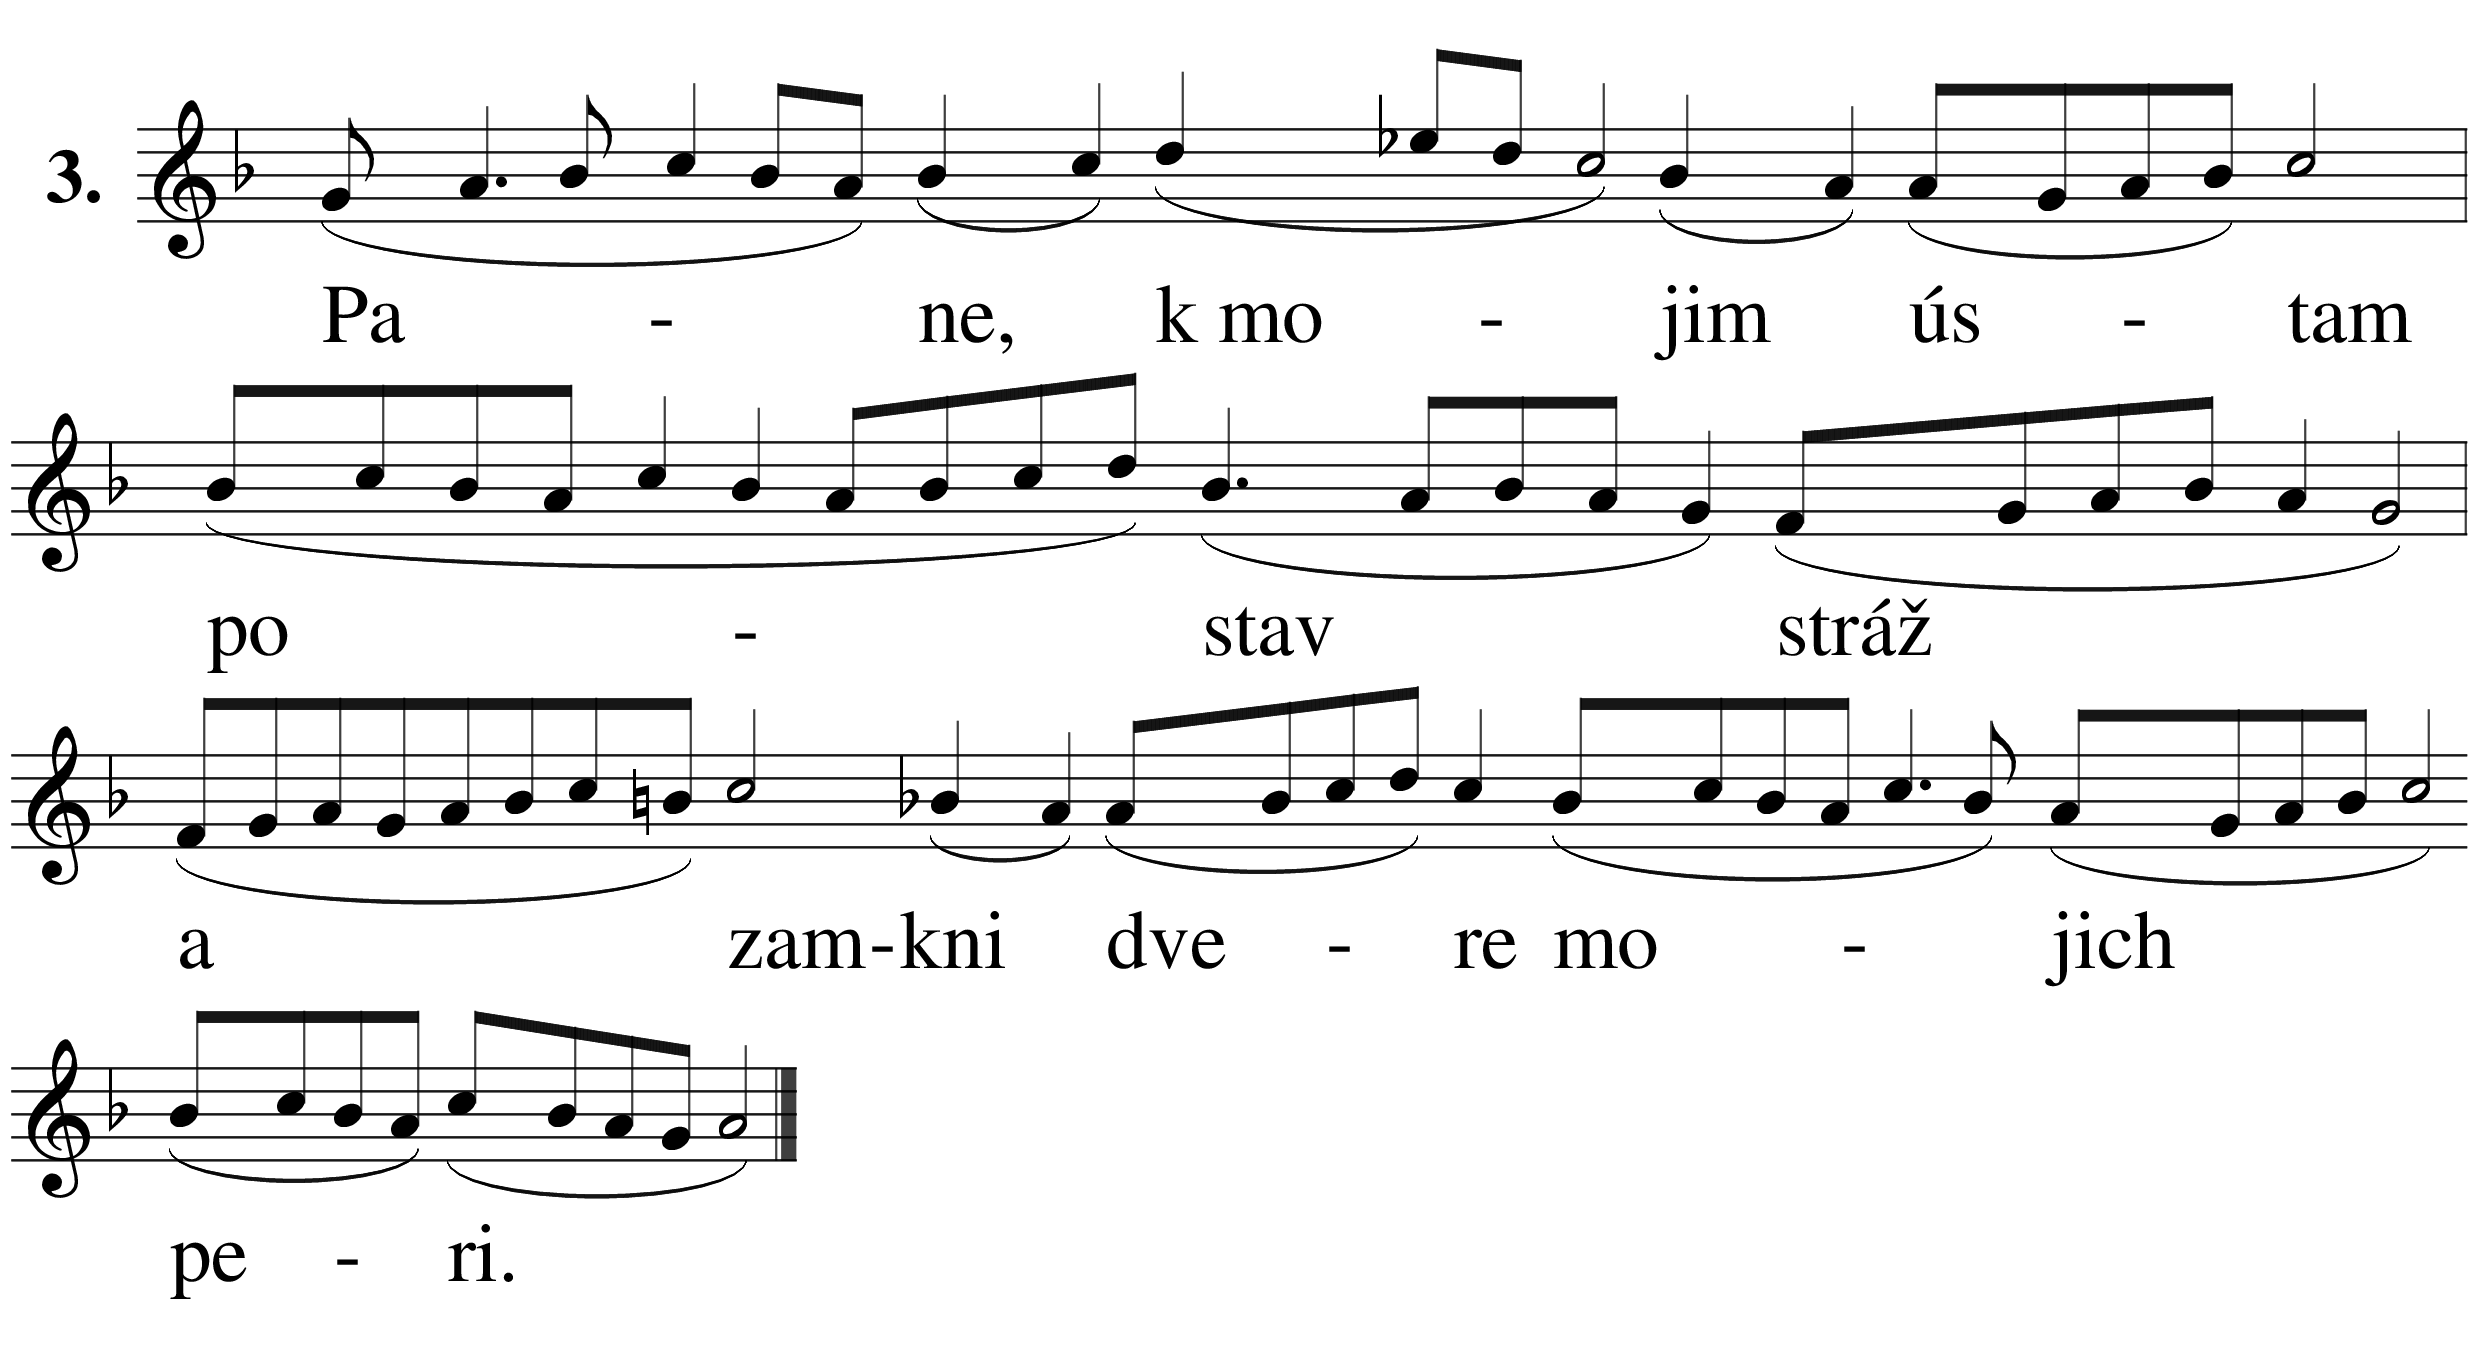 3.
Pa - ne, k mo - jim ús - tam
po - stav stráž
a zam-kni dve - re mo - jich
pe - ri.